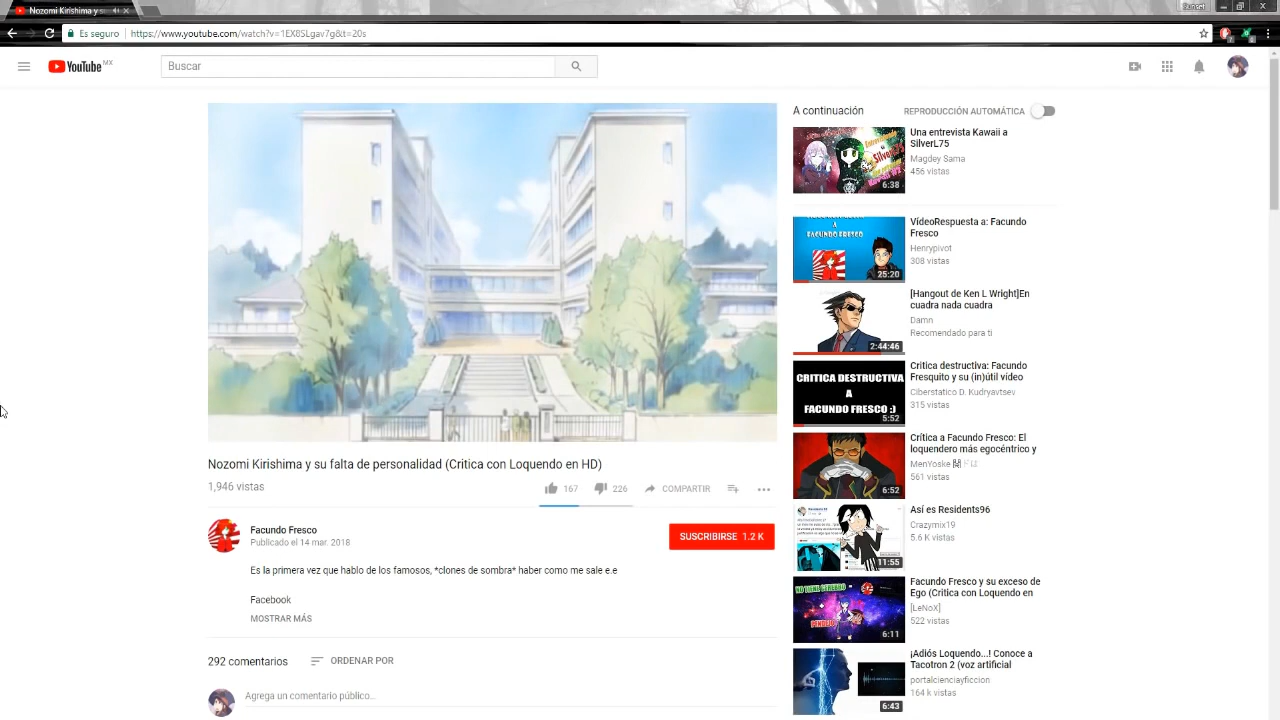 Nozomi Kirishima y s
Sunset
Es seguro
https://www.youtube.com/watch?v=1EX8SLgav7g&t=20s
YouTube MX
Buscar
A continuación
REPRODUCCIÓN AUTOMÁTICA
Una entrevista Kawaii a
SilverL75
Magdey Sama
456 vistas
6:38
VídeoRespuesta a: Facundo
Fresco
Henrypivot
308 vistas
A
FACUNDO FRESCO
25:20
[Hangout de Ken L Wright]En
cuadra nada cuadra
Damn
Recomendado para ti
2:44:46
Critica destructiva: Facundo
Fresquito y su (in)útil video
Ciberstatico D. Kudryavtsev
315 vistas
CRITICA DESTRUCTIVA
A
FACUNDO FRESCO :)
5:52
Crítica a Facundo Fresco: El
loquendero más egocéntrico y
MenYoske
561 vistas
6:52
Así es Residents96
Crazymix19
5.6 K vistas
11:55
Facundo Fresco y su exceso de
Ego (Critica con Loquendo en
[LeNoX]
522 vistas
6:11
¡Adiós Loquendo...! Conoce a
Tacotron 2 (voz artificial
portalcienciayficcion
164 k vistas
6:43
Nozomi Kirishima y su falta de personalidad (Critica con Loquendo en HD)
1,946 vistas
167
226
COMPARTIR
Facundo Fresco
Publicado el 14 mar. 2018
SUSCRIBIRSE 1.2 K
Es la primera vez que hablo de los famosos, *clones de sombra* haber como me sale e.e
Facebook
MOSTRAR MÁS
292 comentarios
ORDENAR POR
Agrega un comentario público...